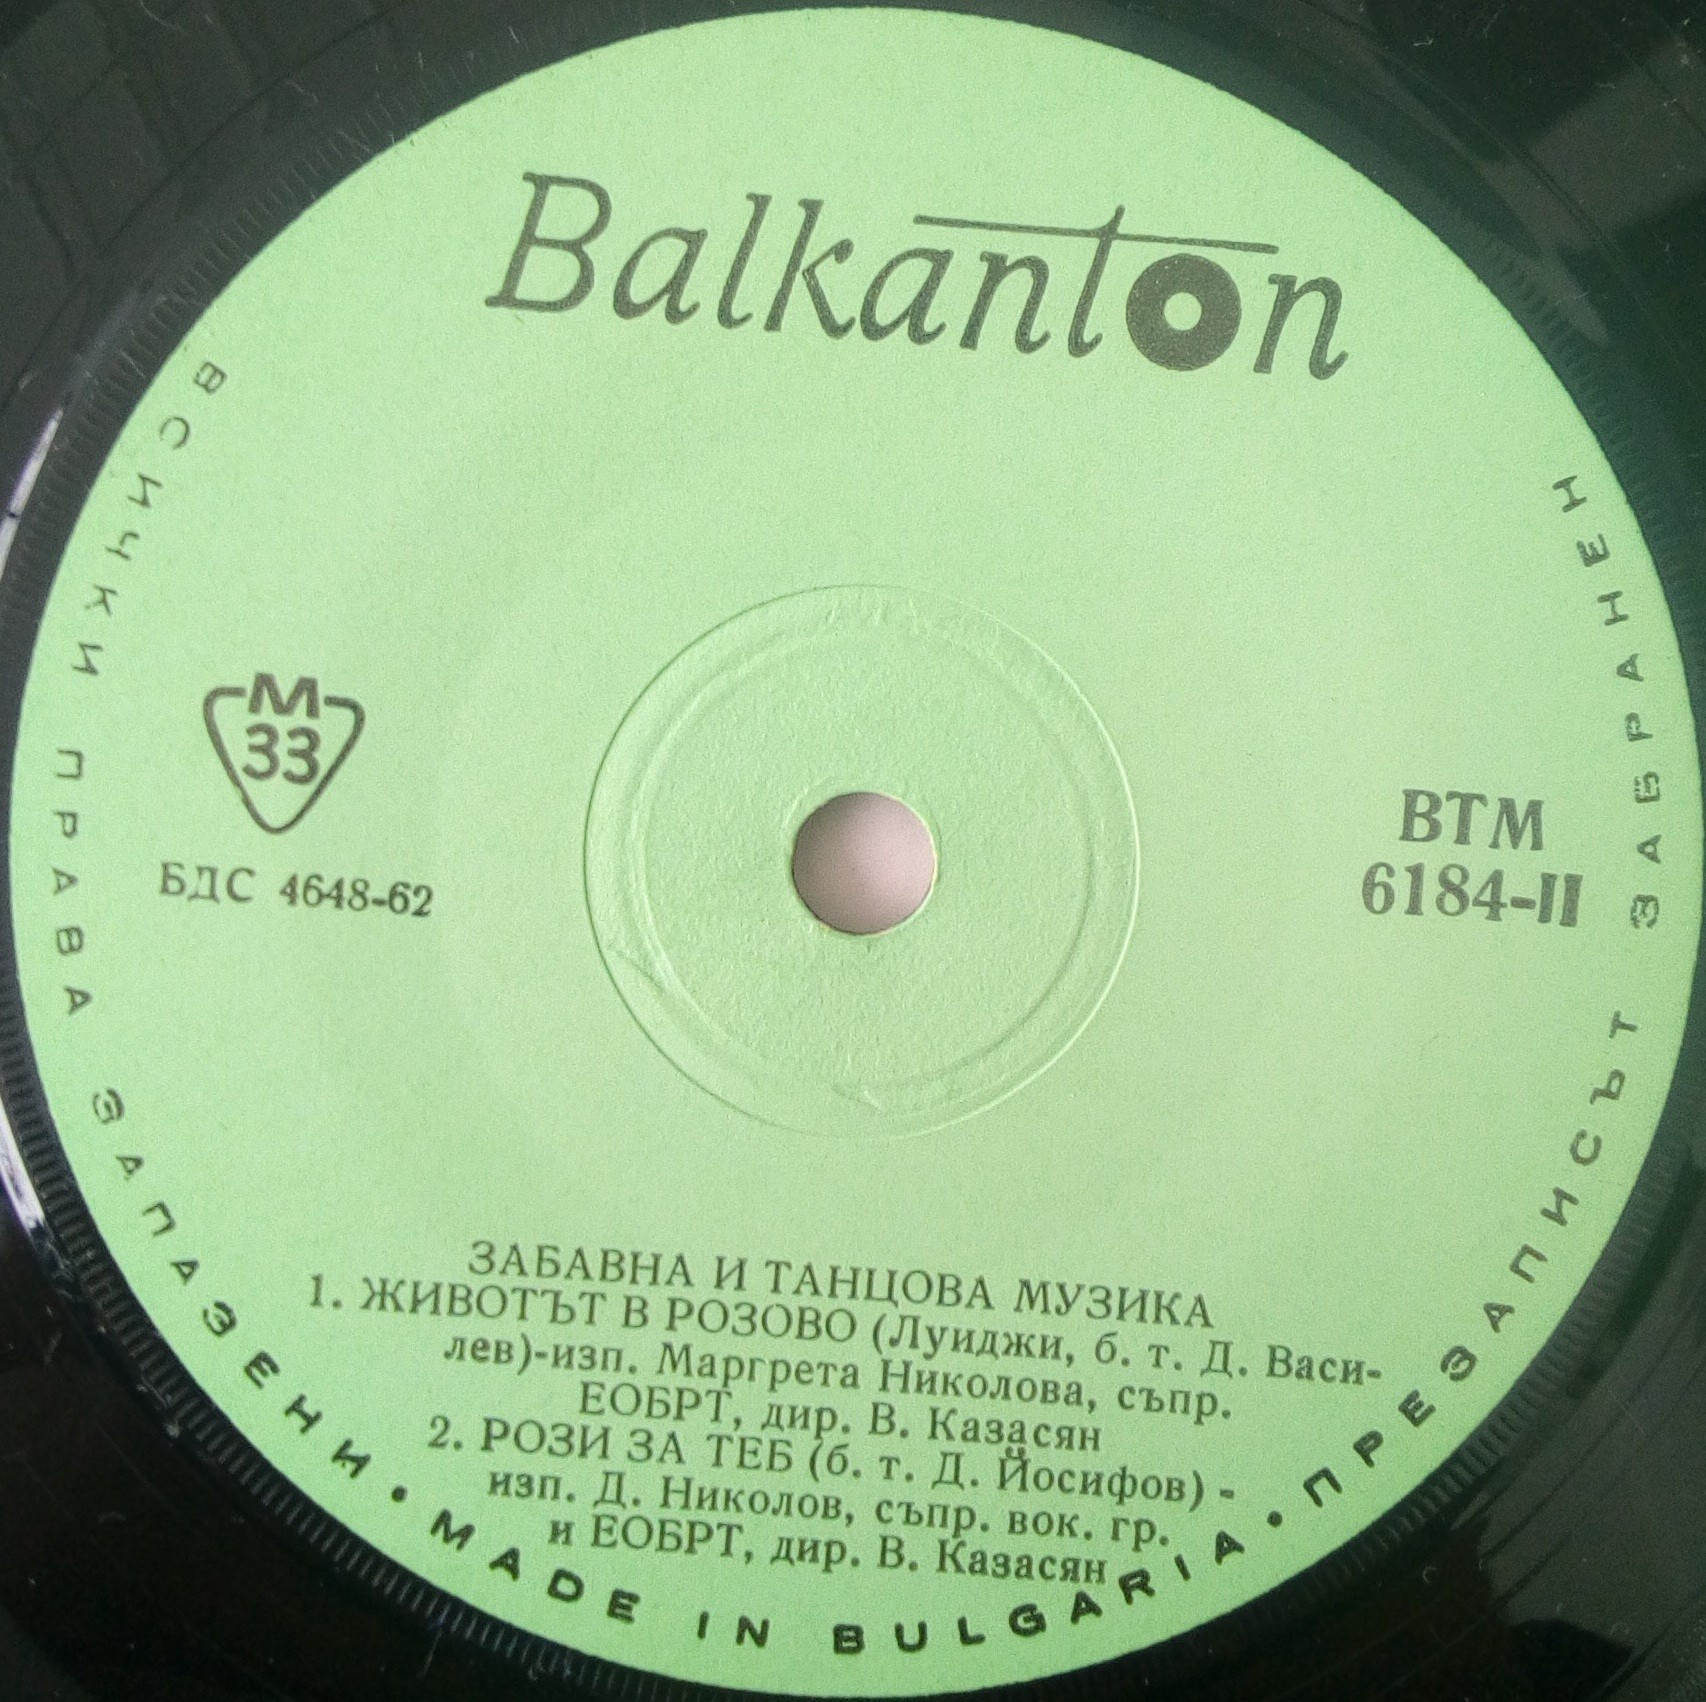 Balkanton
М
33
БДС 4648-62
ВТМ
6184-II
ЗАБАВНА И ТАНЦОВА МУЗИКА
1. ЖИВОТЪТ В РОЗОВО (Луиджи, б. т. Д. Васи-
лев)-изп. Маргрета Николова, съпр.
ЕОБРТ, дир. В. Казасян
2. РОЗИ ЗА ТЕБ (б. т. Д. Йосифов) -
изп. Д. Николов, съпр. вок. гр.
и ЕОБРТ, дир. В. Казасян
ВСИЧКИ ПРАВА ЗАПАЗЕНИ • MADE IN BULGARIA • ПРЕЗАПИСЪТ ЗАБРАНЕН